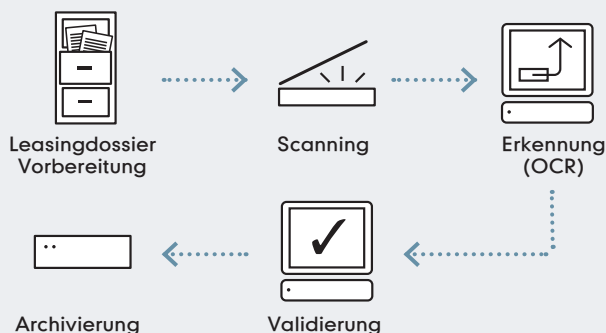 Leasingdossier
Vorbereitung
Scanning
Erkennung
(OCR)
Validierung
Archivierung